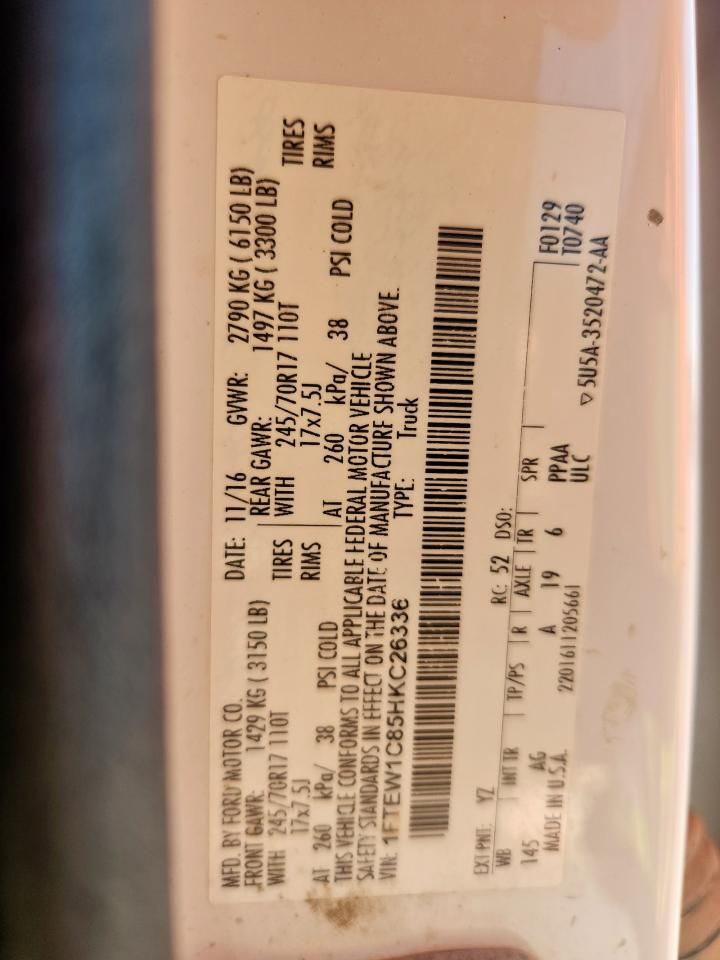 MFD. BY FORD MOTOR CO.
DATE: 11/16 GVWR: 2790 KG ( 6150 LB)
FRONT GAWR: 1429 KG ( 3150 LB)
REAR GAWR: 1497 KG ( 3300 LB)
WITH 245/70R17 110T TIRES
WITH 245/70R17 110T TIRES
17x7.5J RIMS
17x7.5J RIMS
AT 260 kPa/ 38 PSI COLD
AT 260 kPa/ 38 PSI COLD
THIS VEHICLE CONFORMS TO ALL APPLICABLE FEDERAL MOTOR VEHICLE
SAFETY STANDARDS IN EFFECT ON THE DATE OF MANUFACTURE SHOWN ABOVE.
VIN: 1FTEW1C85HKC26336 TYPE: Truck
EXT PNT: YZ RC: 52 DSO:
WB INT TR TP/PS R AXLE TR SPR F0129
T0740
145 AG A 19 6 PPAA
ULC
MADE IN U.S.A. 2201611205661
▽ 5U5A-3520472-AA